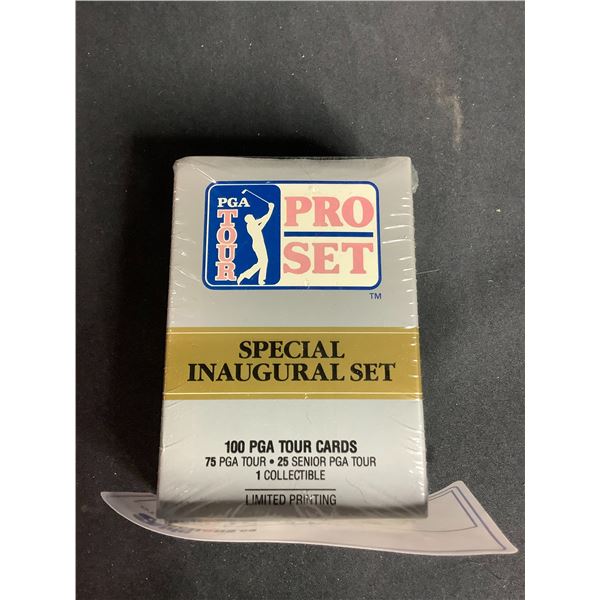 PGA
TOUR
PRO
SET
TM
SPECIAL
INAUGURAL SET
100 PGA TOUR CARDS
75 PGA TOUR • 25 SENIOR PGA TOUR
1 COLLECTIBLE
LIMITED PRINTING